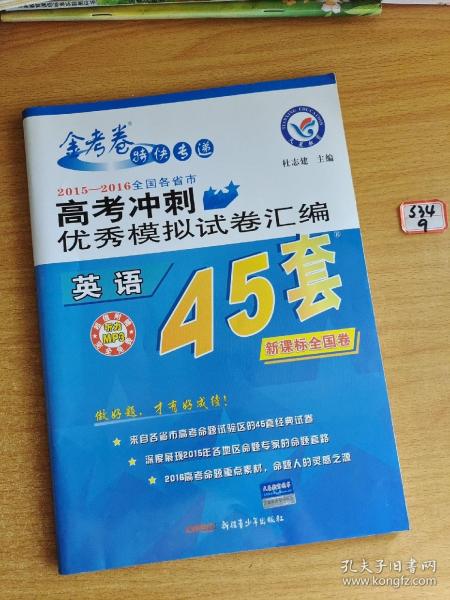 金考卷® 特快专递
杜志建 主编
2015—2016全国各省市
高考冲刺
优秀模拟试卷汇编
英语
45套
听力
MP3
新课标全国卷
做好题，才有好成绩！
★ 来自各省市高考命题试验区的45套经典试卷
★ 深度展现2015年各地区命题专家的命题套路
★ 2016高考命题重点素材，命题人的灵感之源
新疆青少年出版社
534
9
孔夫子旧书网
www.kongfz.com